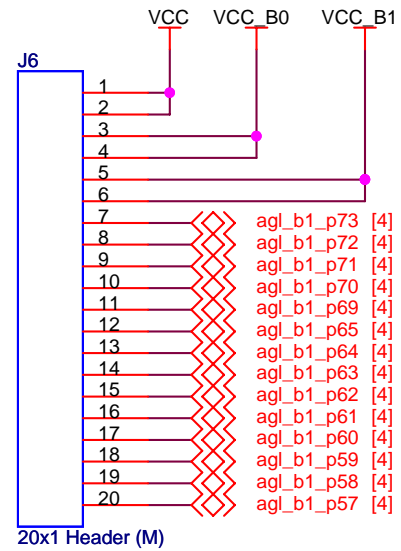 VCC VCC_B0 VCC_B1
J6
1
2
3
4
5
6
7 agl_b1_p73 [4]
8 agl_b1_p72 [4]
9 agl_b1_p71 [4]
10 agl_b1_p70 [4]
11 agl_b1_p69 [4]
12 agl_b1_p65 [4]
13 agl_b1_p64 [4]
14 agl_b1_p63 [4]
15 agl_b1_p62 [4]
16 agl_b1_p61 [4]
17 agl_b1_p60 [4]
18 agl_b1_p59 [4]
19 agl_b1_p58 [4]
20 agl_b1_p57 [4]
20x1 Header (M)